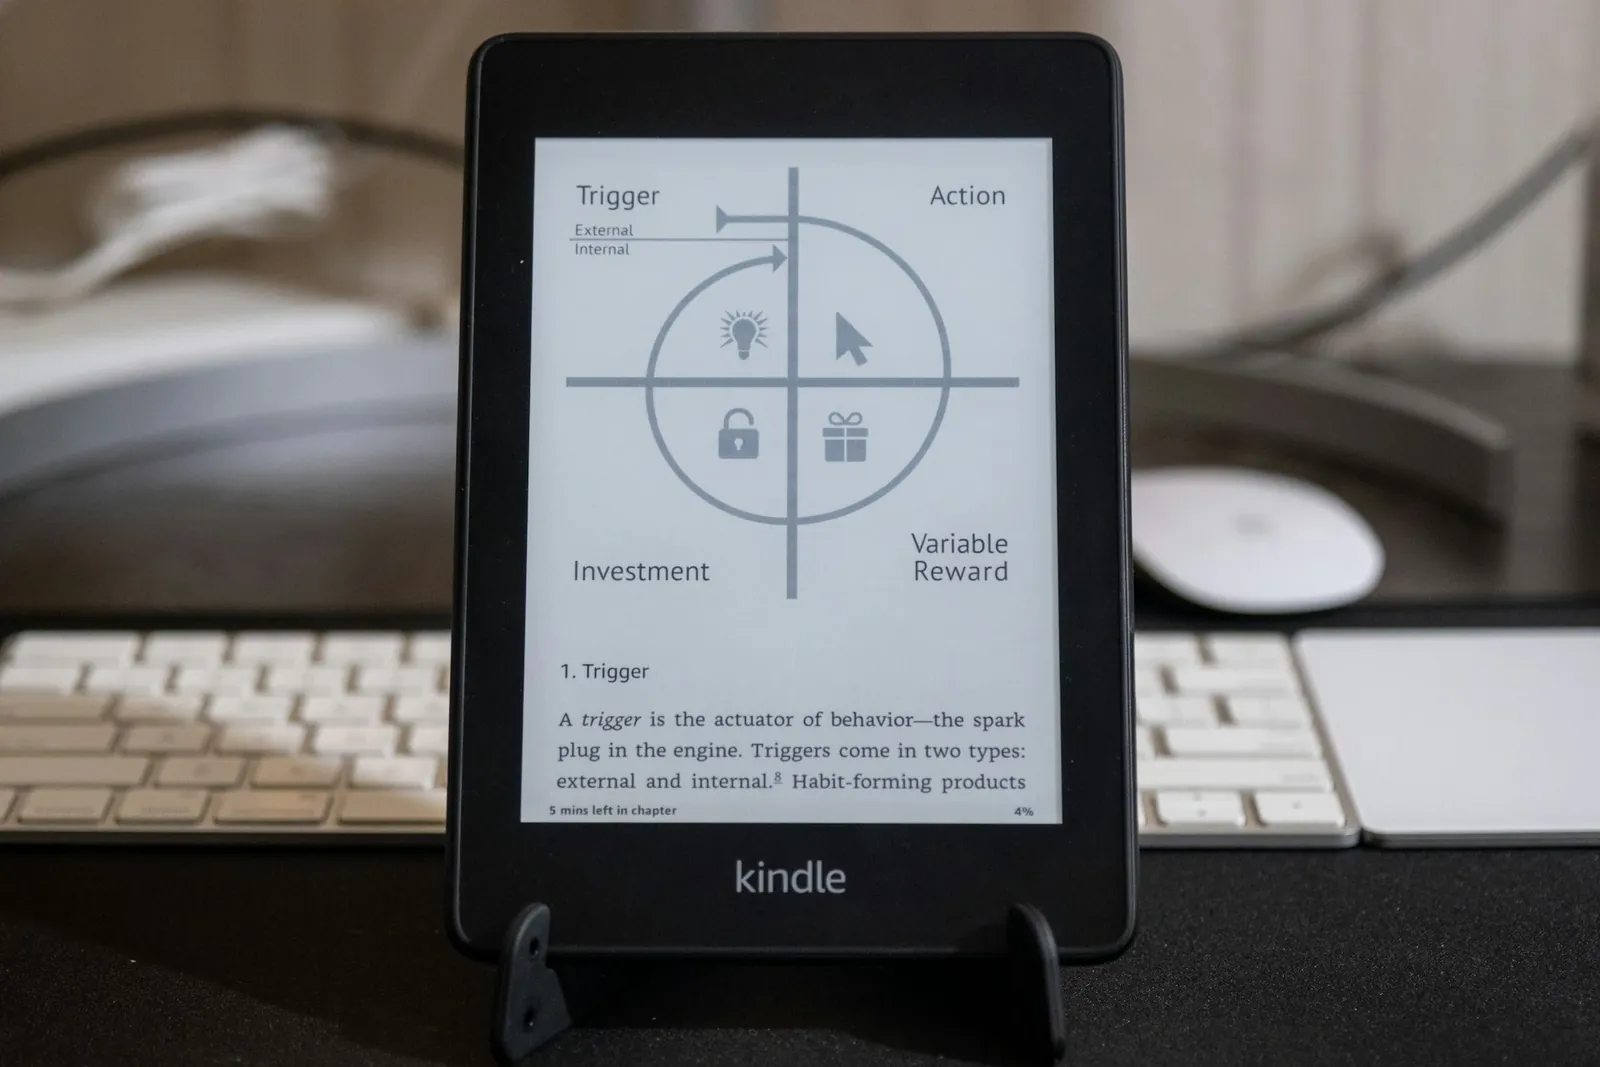 Trigger
Action
External
Internal
Investment
Variable
Reward
1. Trigger
A trigger is the actuator of behavior—the spark
plug in the engine. Triggers come in two types:
external and internal.8 Habit-forming products
5 mins left in chapter 4%
kindle